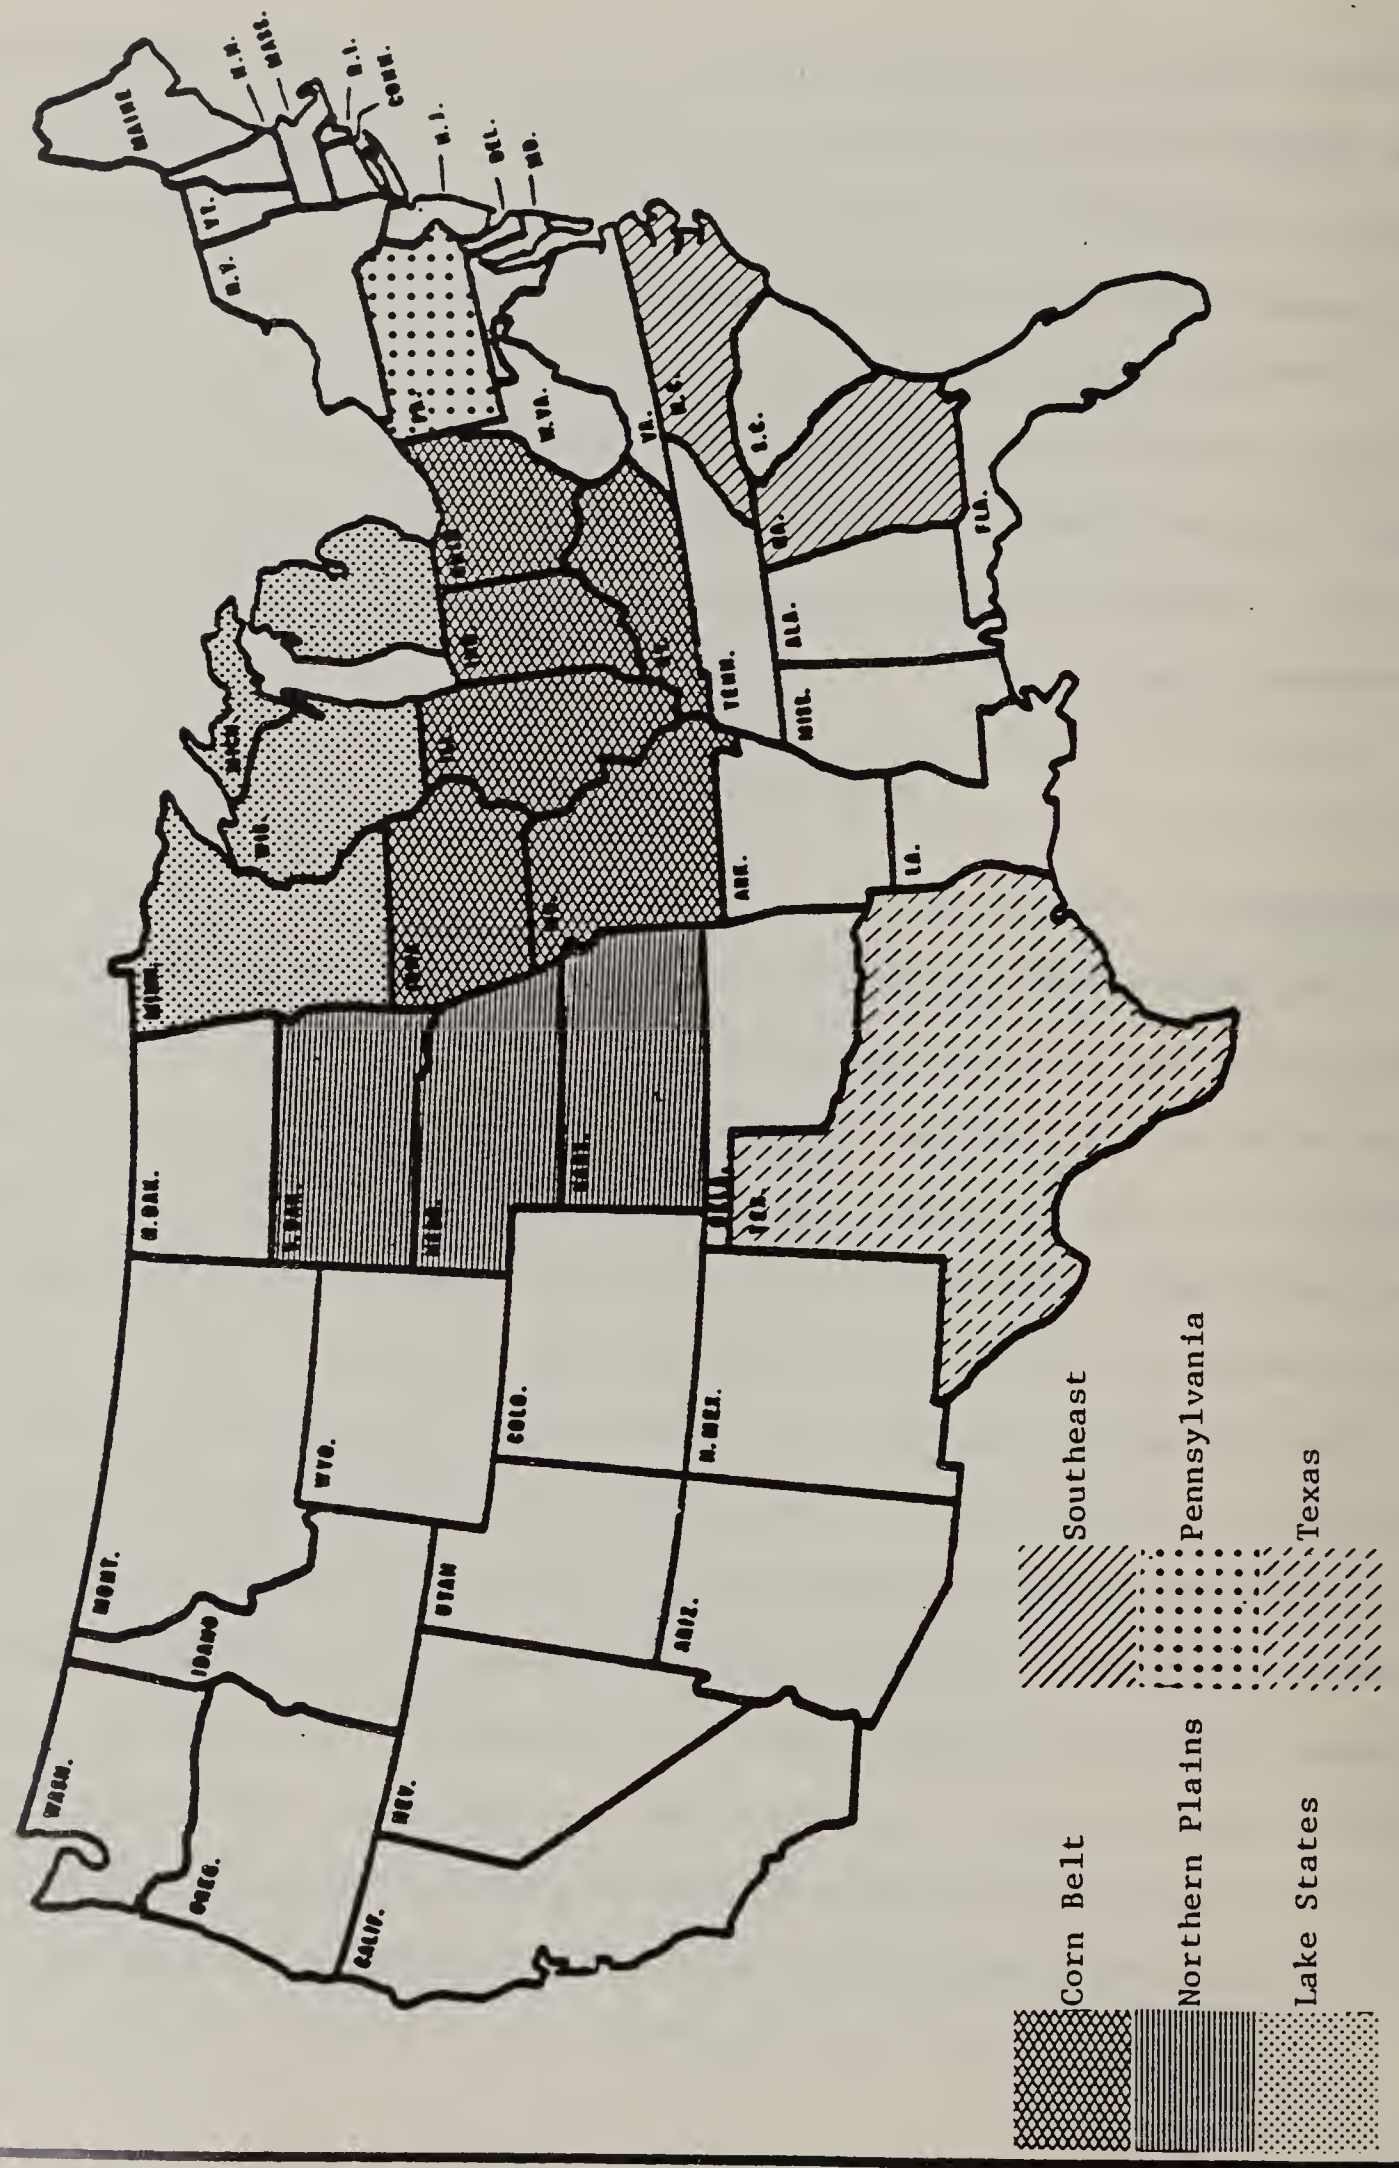 WASH.
OREG.
CALIF.
IDAHO
NEV.
MONT.
WYO.
UTAH
ARIZ.
COLO.
N. MEX.
N. DAK.
S. DAK.
NEBR.
KANS.
OKLA.
TEX.
MINN.
IOWA
MO.
ARK.
LA.
WIS.
ILL.
MICH.
IND.
OHIO
KY.
TENN.
MISS.
ALA.
GA.
FLA.
S.C.
N.C.
VA.
W.VA.
PA.
N.Y.
VT.
MAINE
N.H.
MASS.
R.I.
CONN.
N.J.
DEL.
MD.
Corn Belt
Northern Plains
Lake States
Southeast
Pennsylvania
Texas